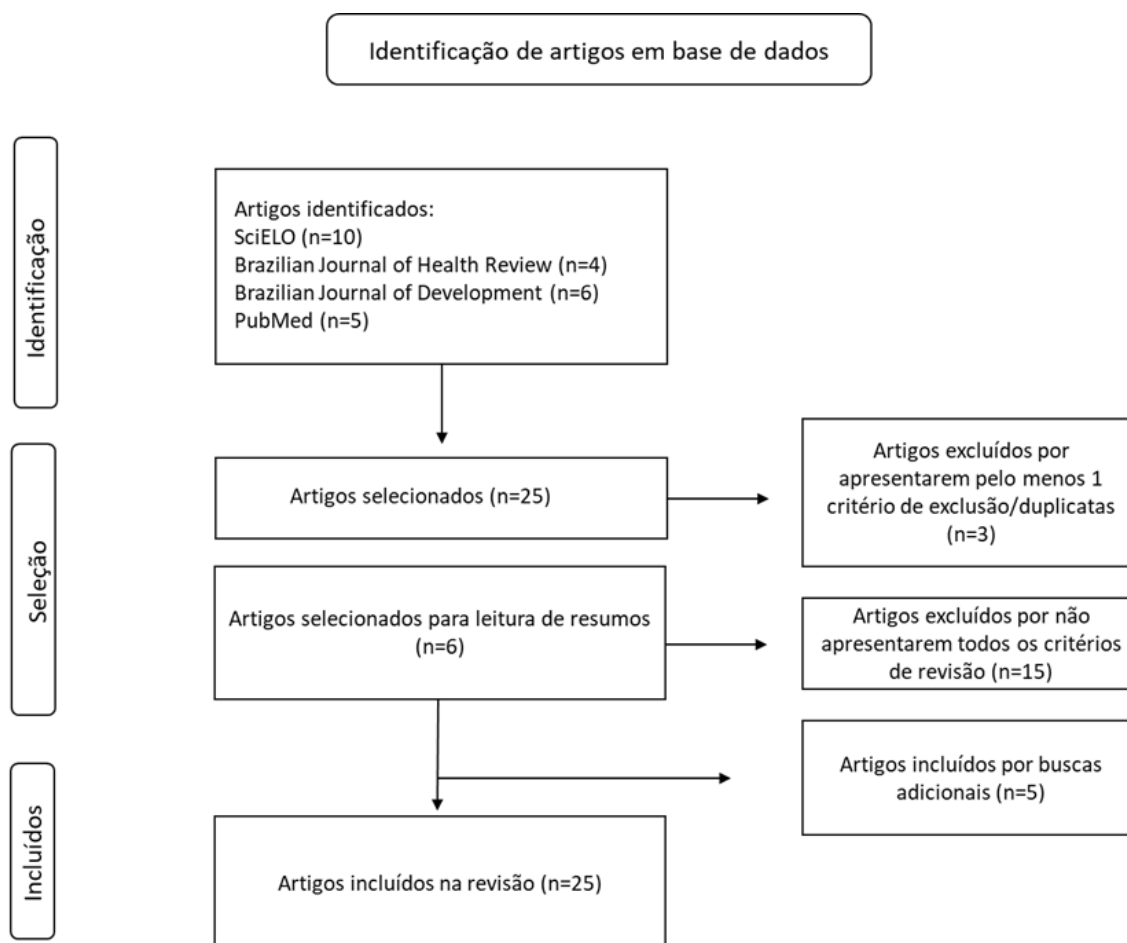 Identificação de artigos em base de dados
Identificação
Artigos identificados:
SciELO (n=10)
Brazilian Journal of Health Review (n=4)
Brazilian Journal of Development (n=6)
PubMed (n=5)
Seleção
Artigos selecionados (n=25)
Artigos excluídos por
apresentarem pelo menos 1
critério de exclusão/duplicatas
(n=3)
Artigos selecionados para leitura de resumos
(n=6)
Artigos excluídos por não
apresentarem todos os critérios
de revisão (n=15)
Artigos incluídos por buscas
adicionais (n=5)
Incluídos
Artigos incluídos na revisão (n=25)